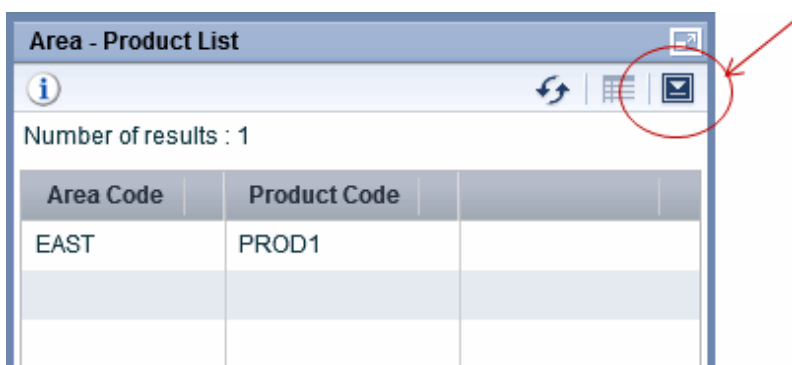 Area - Product List
i
Number of results : 1
Area Code Product Code
EAST PROD1